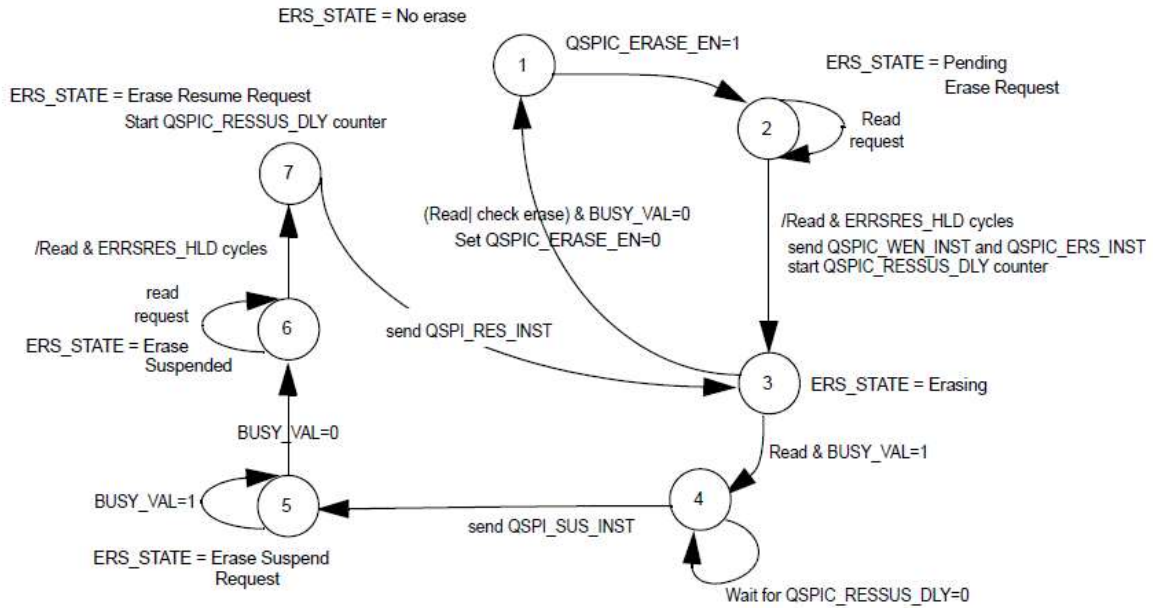 ERS_STATE = No erase
1
QSPIC_ERASE_EN=1
ERS_STATE = Pending
Erase Request
2
Read
request
ERS_STATE = Erase Resume Request
Start QSPIC_RESSUS_DLY counter
7
(Read| check erase) & BUSY_VAL=0
Set QSPIC_ERASE_EN=0
/Read & ERRSRES_HLD cycles
send QSPIC_WEN_INST and QSPIC_ERS_INST
start QSPIC_RESSUS_DLY counter
/Read & ERRSRES_HLD cycles
read
request
6
ERS_STATE = Erase
Suspended
send QSPI_RES_INST
3
ERS_STATE = Erasing
BUSY_VAL=0
Read & BUSY_VAL=1
BUSY_VAL=1
5
4
send QSPI_SUS_INST
ERS_STATE = Erase Suspend
Request
Wait for QSPIC_RESSUS_DLY=0